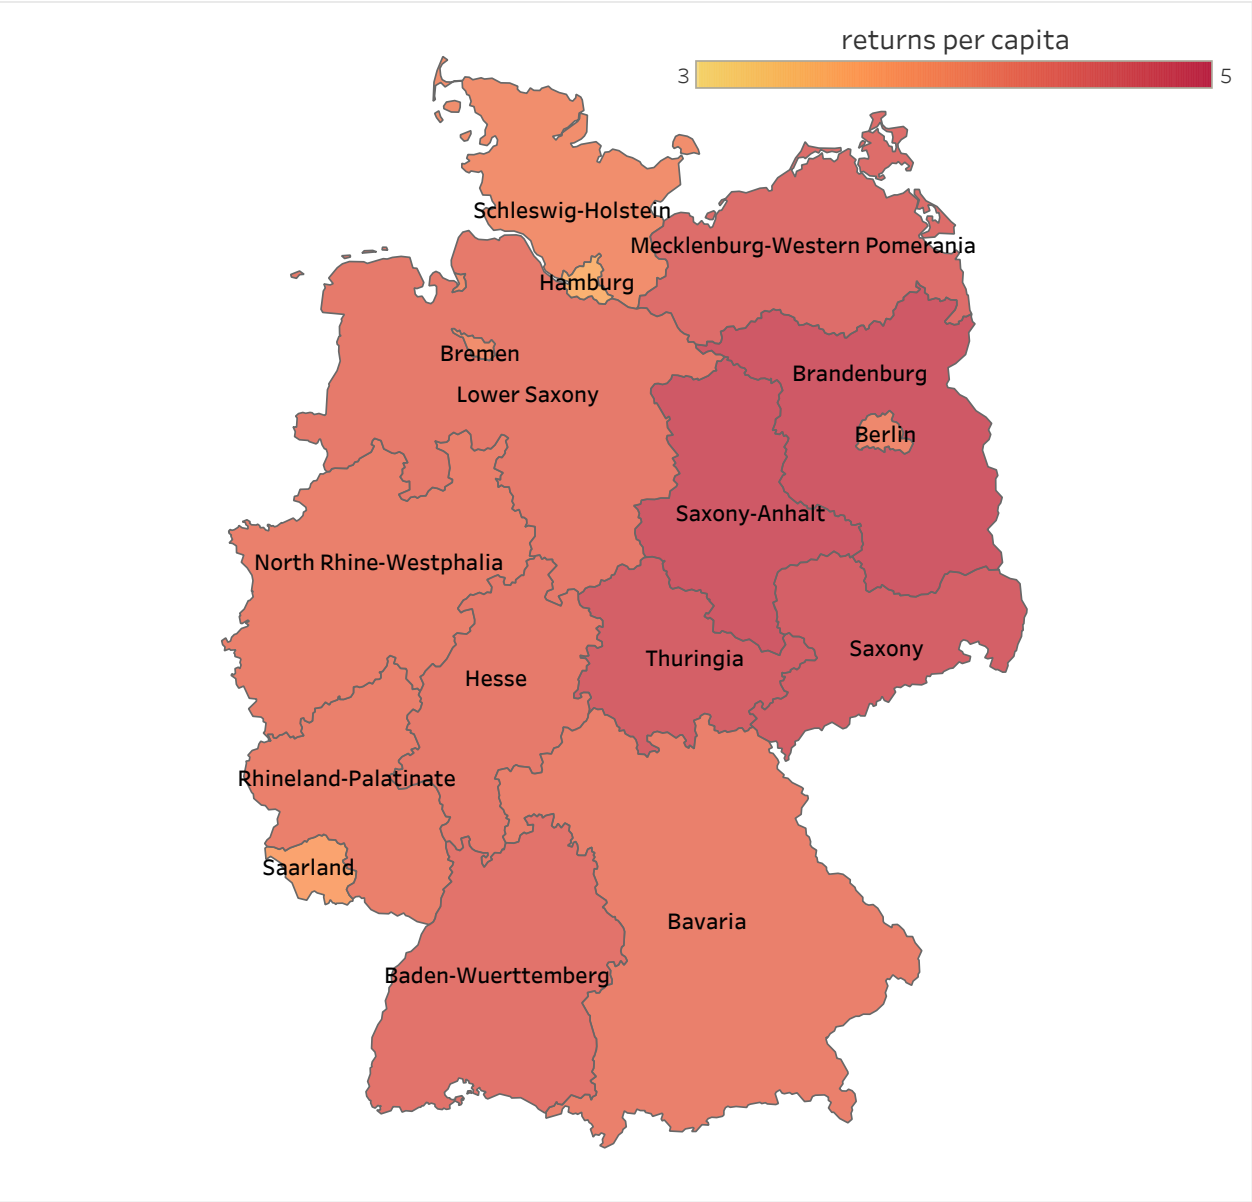 returns per capita
3
5
Schleswig-Holstein
Mecklenburg-Western Pomerania
Hamburg
Bremen
Brandenburg
Lower Saxony
Berlin
Saxony-Anhalt
North Rhine-Westphalia
Saxony
Thuringia
Hesse
Rhineland-Palatinate
Saarland
Bavaria
Baden-Wuerttemberg